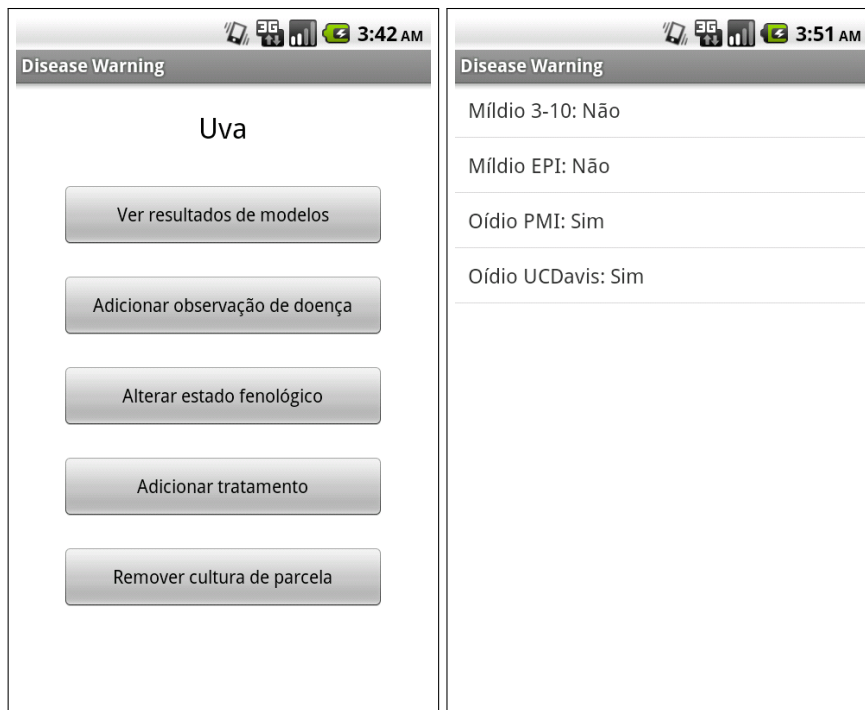 3G 3:42 AM
Disease Warning
Uva
Ver resultados de modelos
Adicionar observação de doença
Alterar estado fenológico
Adicionar tratamento
Remover cultura de parcela
3G 3:51 AM
Disease Warning
Míldio 3-10: Não
Míldio EPI: Não
Oídio PMI: Sim
Oídio UCDavis: Sim